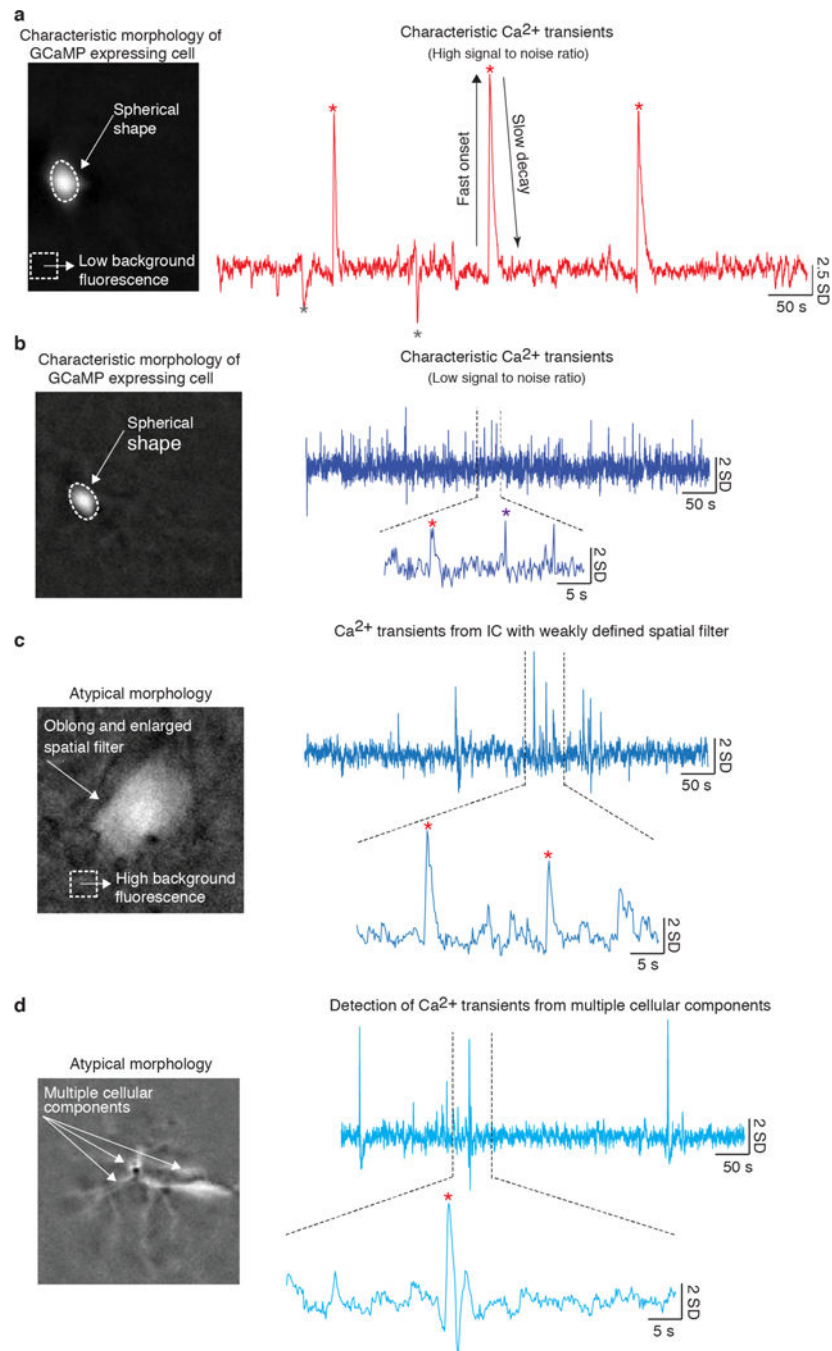 a
Characteristic morphology of
GCaMP expressing cell
Spherical
shape
Low background
fluorescence
Characteristic Ca2+ transients
(High signal to noise ratio)
*
*
*
Fast onset
Slow decay
*
*
2.5 SD
50 s
b
Characteristic morphology of
GCaMP expressing cell
Spherical
shape
Characteristic Ca2+ transients
(Low signal to noise ratio)
2 SD
50 s
*
*
2 SD
5 s
c
Atypical morphology
Oblong and enlarged
spatial filter
High background
fluorescence
Ca2+ transients from IC with weakly defined spatial filter
2 SD
50 s
*
*
2 SD
5 s
d
Atypical morphology
Multiple cellular
components
Detection of Ca2+ transients from multiple cellular components
2 SD
50 s
*
2 SD
5 s